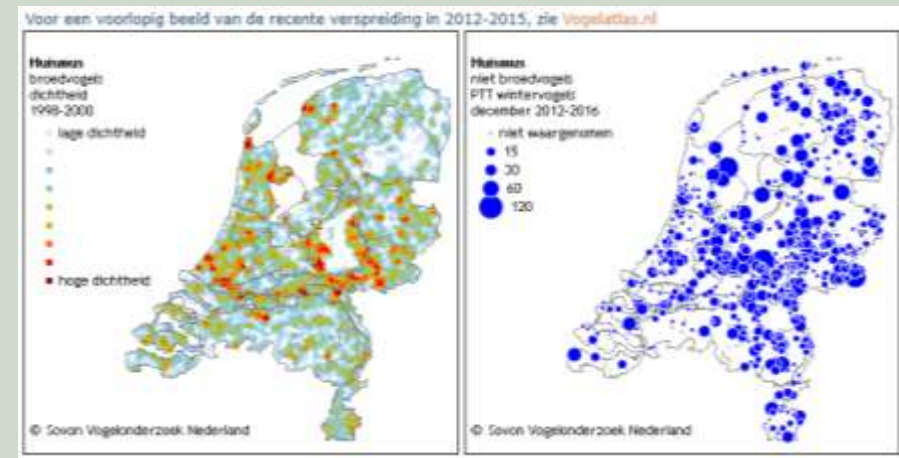 Voor een voorlopig beeld van de recente verspreiding in 2012-2015, zie Vogelatlas.nl
Huismus
broedvogels
dichtheid
1998-2000
lage dichtheid
hoge dichtheid
© Sovon Vogelonderzoek Nederland
Huismus
niet broedvogels
PTT wintervogels
december 2012-2016
niet waargenomen
15
30
60
120
© Sovon Vogelonderzoek Nederland